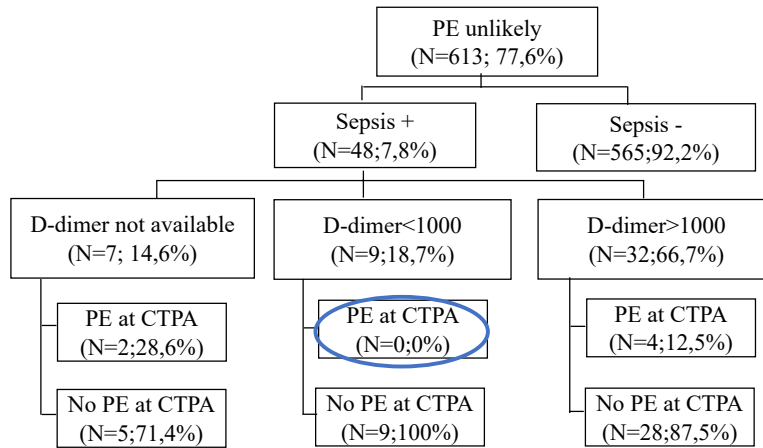 PE unlikely
(N=613; 77,6%)
Sepsis +
(N=48;7,8%)
Sepsis -
(N=565;92,2%)
D-dimer not available
(N=7; 14,6%)
D-dimer<1000
(N=9;18,7%)
D-dimer>1000
(N=32;66,7%)
PE at CTPA
(N=2;28,6%)
PE at CTPA
(N=0;0%)
PE at CTPA
(N=4;12,5%)
No PE at CTPA
(N=5;71,4%)
No PE at CTPA
(N=9;100%)
No PE at CTPA
(N=28;87,5%)